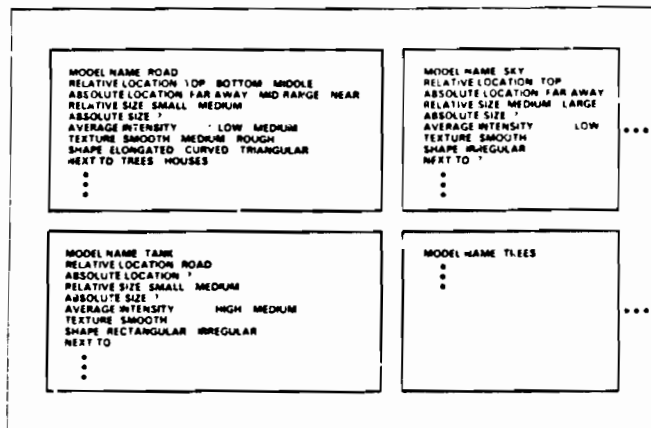 MODEL NAME ROAD
RELATIVE LOCATION TOP BOTTOM MIDDLE
ABSOLUTE LOCATION FAR AWAY MID RANGE NEAR
RELATIVE SIZE SMALL MEDIUM
ABSOLUTE SIZE ?
AVERAGE INTENSITY LOW MEDIUM
TEXTURE SMOOTH MEDIUM ROUGH
SHAPE ELONGATED CURVED TRIANGULAR
NEXT TO TREES HOUSES
MODEL NAME SKY
RELATIVE LOCATION TOP
ABSOLUTE LOCATION FAR AWAY
RELATIVE SIZE MEDIUM LARGE
ABSOLUTE SIZE ?
AVERAGE INTENSITY LOW
TEXTURE SMOOTH
SHAPE IRREGULAR
NEXT TO ?
MODEL NAME TANK
RELATIVE LOCATION ROAD
ABSOLUTE LOCATION ?
RELATIVE SIZE SMALL MEDIUM
ABSOLUTE SIZE ?
AVERAGE INTENSITY HIGH MEDIUM
TEXTURE SMOOTH
SHAPE RECTANGULAR IRREGULAR
NEXT TO
MODEL NAME TREES